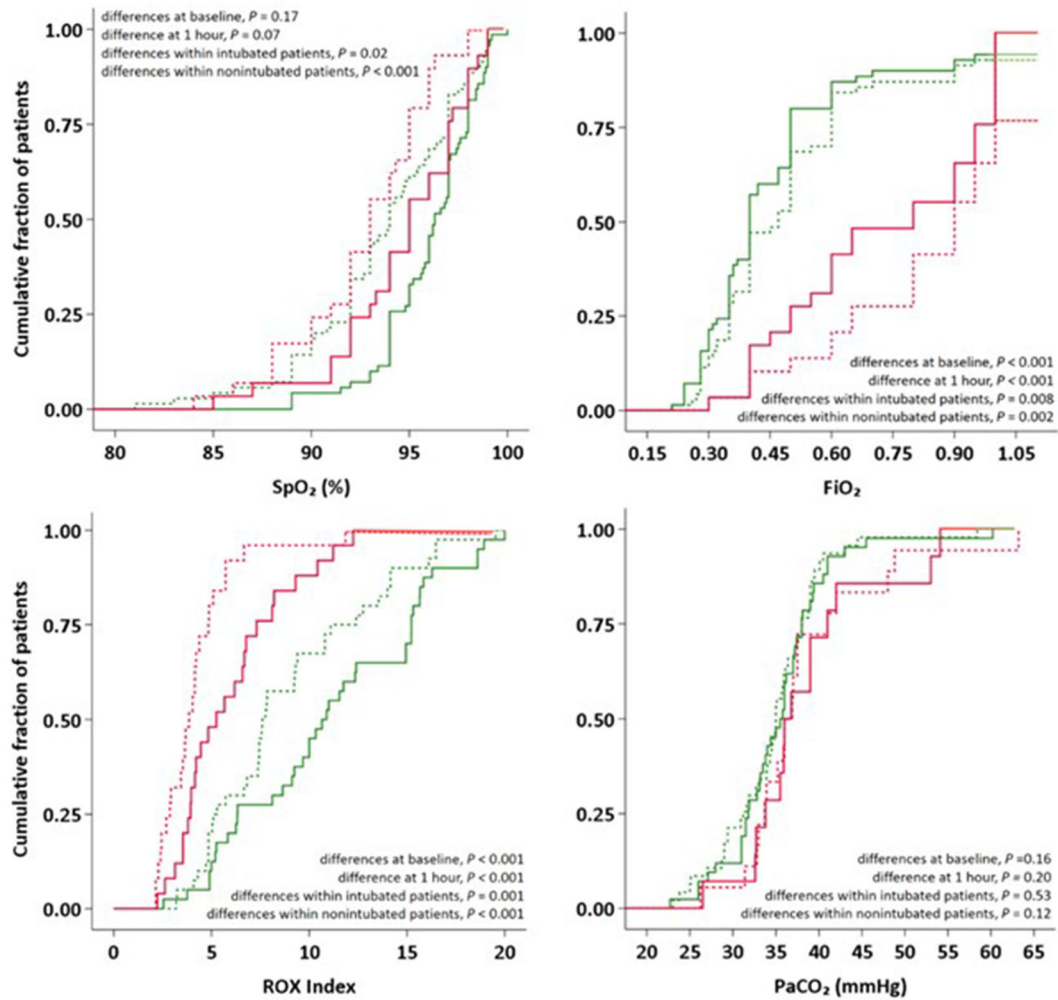 differences at baseline, P = 0.17
difference at 1 hour, P = 0.07
differences within intubated patients, P = 0.02
differences within nonintubated patients, P < 0.001
1.00
0.75
0.50
0.25
0.00
Cumulative fraction of patients
80 85 90 95 100
SpO₂ (%)
1.00
0.75
0.50
0.25
0.00
differences at baseline, P < 0.001
difference at 1 hour, P < 0.001
differences within intubated patients, P = 0.008
differences within nonintubated patients, P = 0.002
0.15 0.30 0.45 0.60 0.75 0.90 1.05
FiO₂
1.00
0.75
0.50
0.25
0.00
Cumulative fraction of patients
differences at baseline, P < 0.001
difference at 1 hour, P < 0.001
differences within intubated patients, P = 0.001
differences within nonintubated patients, P < 0.001
0 5 10 15 20
ROX Index
1.00
0.75
0.50
0.25
0.00
differences at baseline, P =0.16
difference at 1 hour, P = 0.20
differences within intubated patients, P = 0.53
differences within nonintubated patients, P = 0.12
20 25 30 35 40 45 50 55 60 65
PaCO₂ (mmHg)